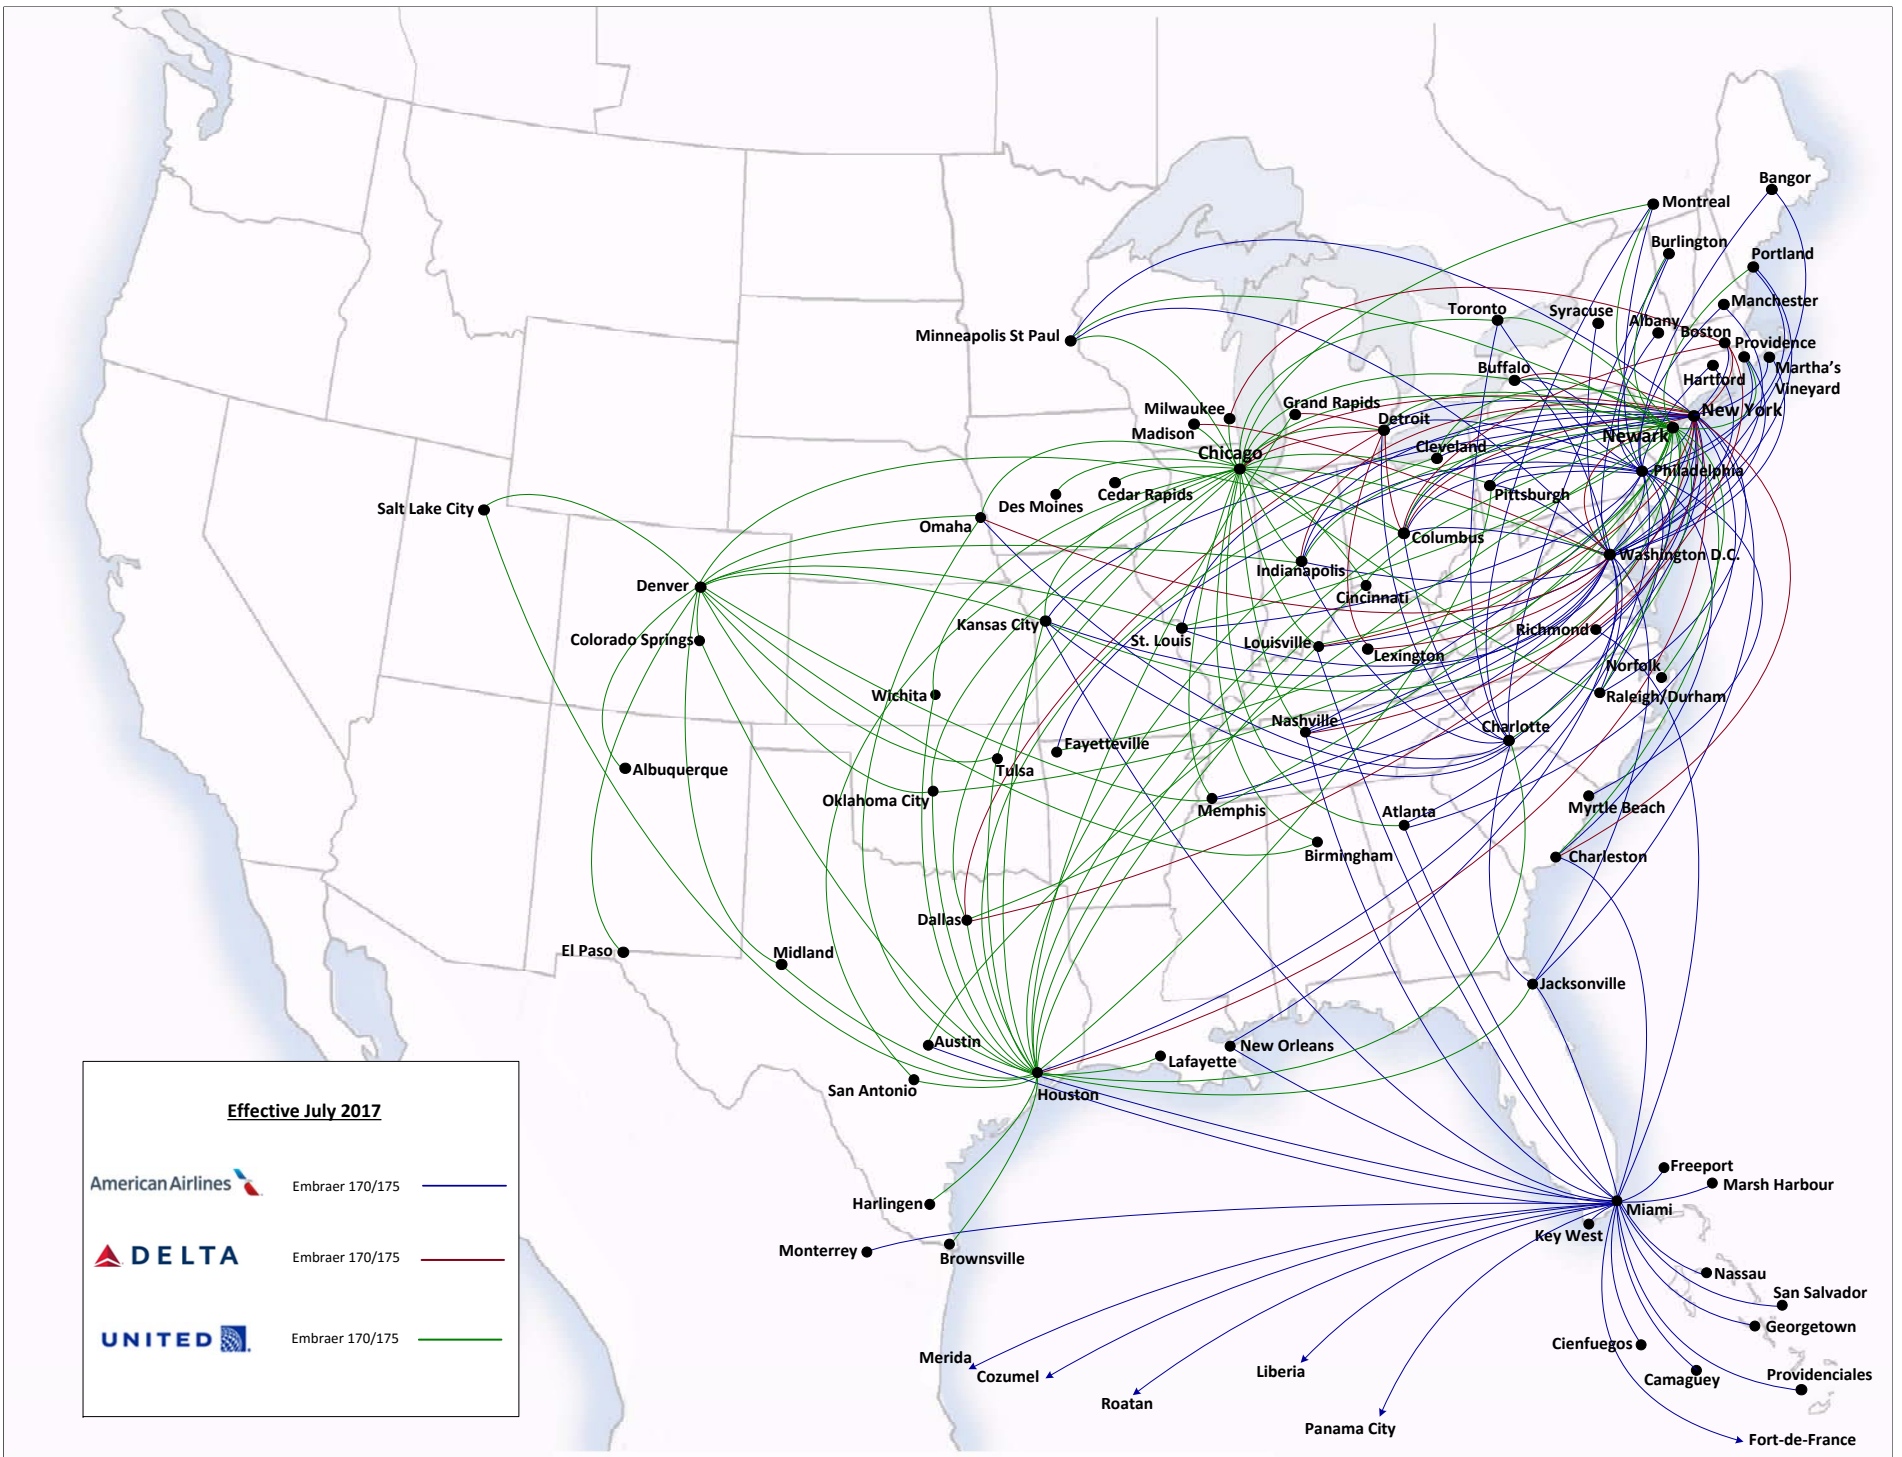 Bangor
Montreal
Burlington
Portland
Manchester
Toronto
Syracuse
Albany
Boston
Providence
Minneapolis St Paul
Buffalo
Hartford
Martha's
Vineyard
Milwaukee
Grand Rapids
Detroit
New York
Madison
Newark
Chicago
Cleveland
Philadelphia
Cedar Rapids
Pittsburgh
Des Moines
Salt Lake City
Omaha
Columbus
Washington D.C.
Indianapolis
Denver
Cincinnati
Kansas City
Richmond
Colorado Springs
St. Louis
Louisville
Lexington
Norfolk
Wichita
Raleigh/Durham
Nashville
Charlotte
Fayetteville
Albuquerque
Tulsa
Oklahoma City
Memphis
Atlanta
Myrtle Beach
Birmingham
Charleston
Dallas
El Paso
Midland
Jacksonville
Austin
New Orleans
Lafayette
San Antonio
Houston
Effective July 2017
American Airlines
Embraer 170/175
DELTA
Embraer 170/175
UNITED
Embraer 170/175
Freeport
Marsh Harbour
Harlingen
Miami
Key West
Monterrey
Brownsville
Nassau
San Salvador
Georgetown
Cienfuegos
Merida
Cozumel
Liberia
Camaguey
Providenciales
Roatan
Panama City
Fort-de-France